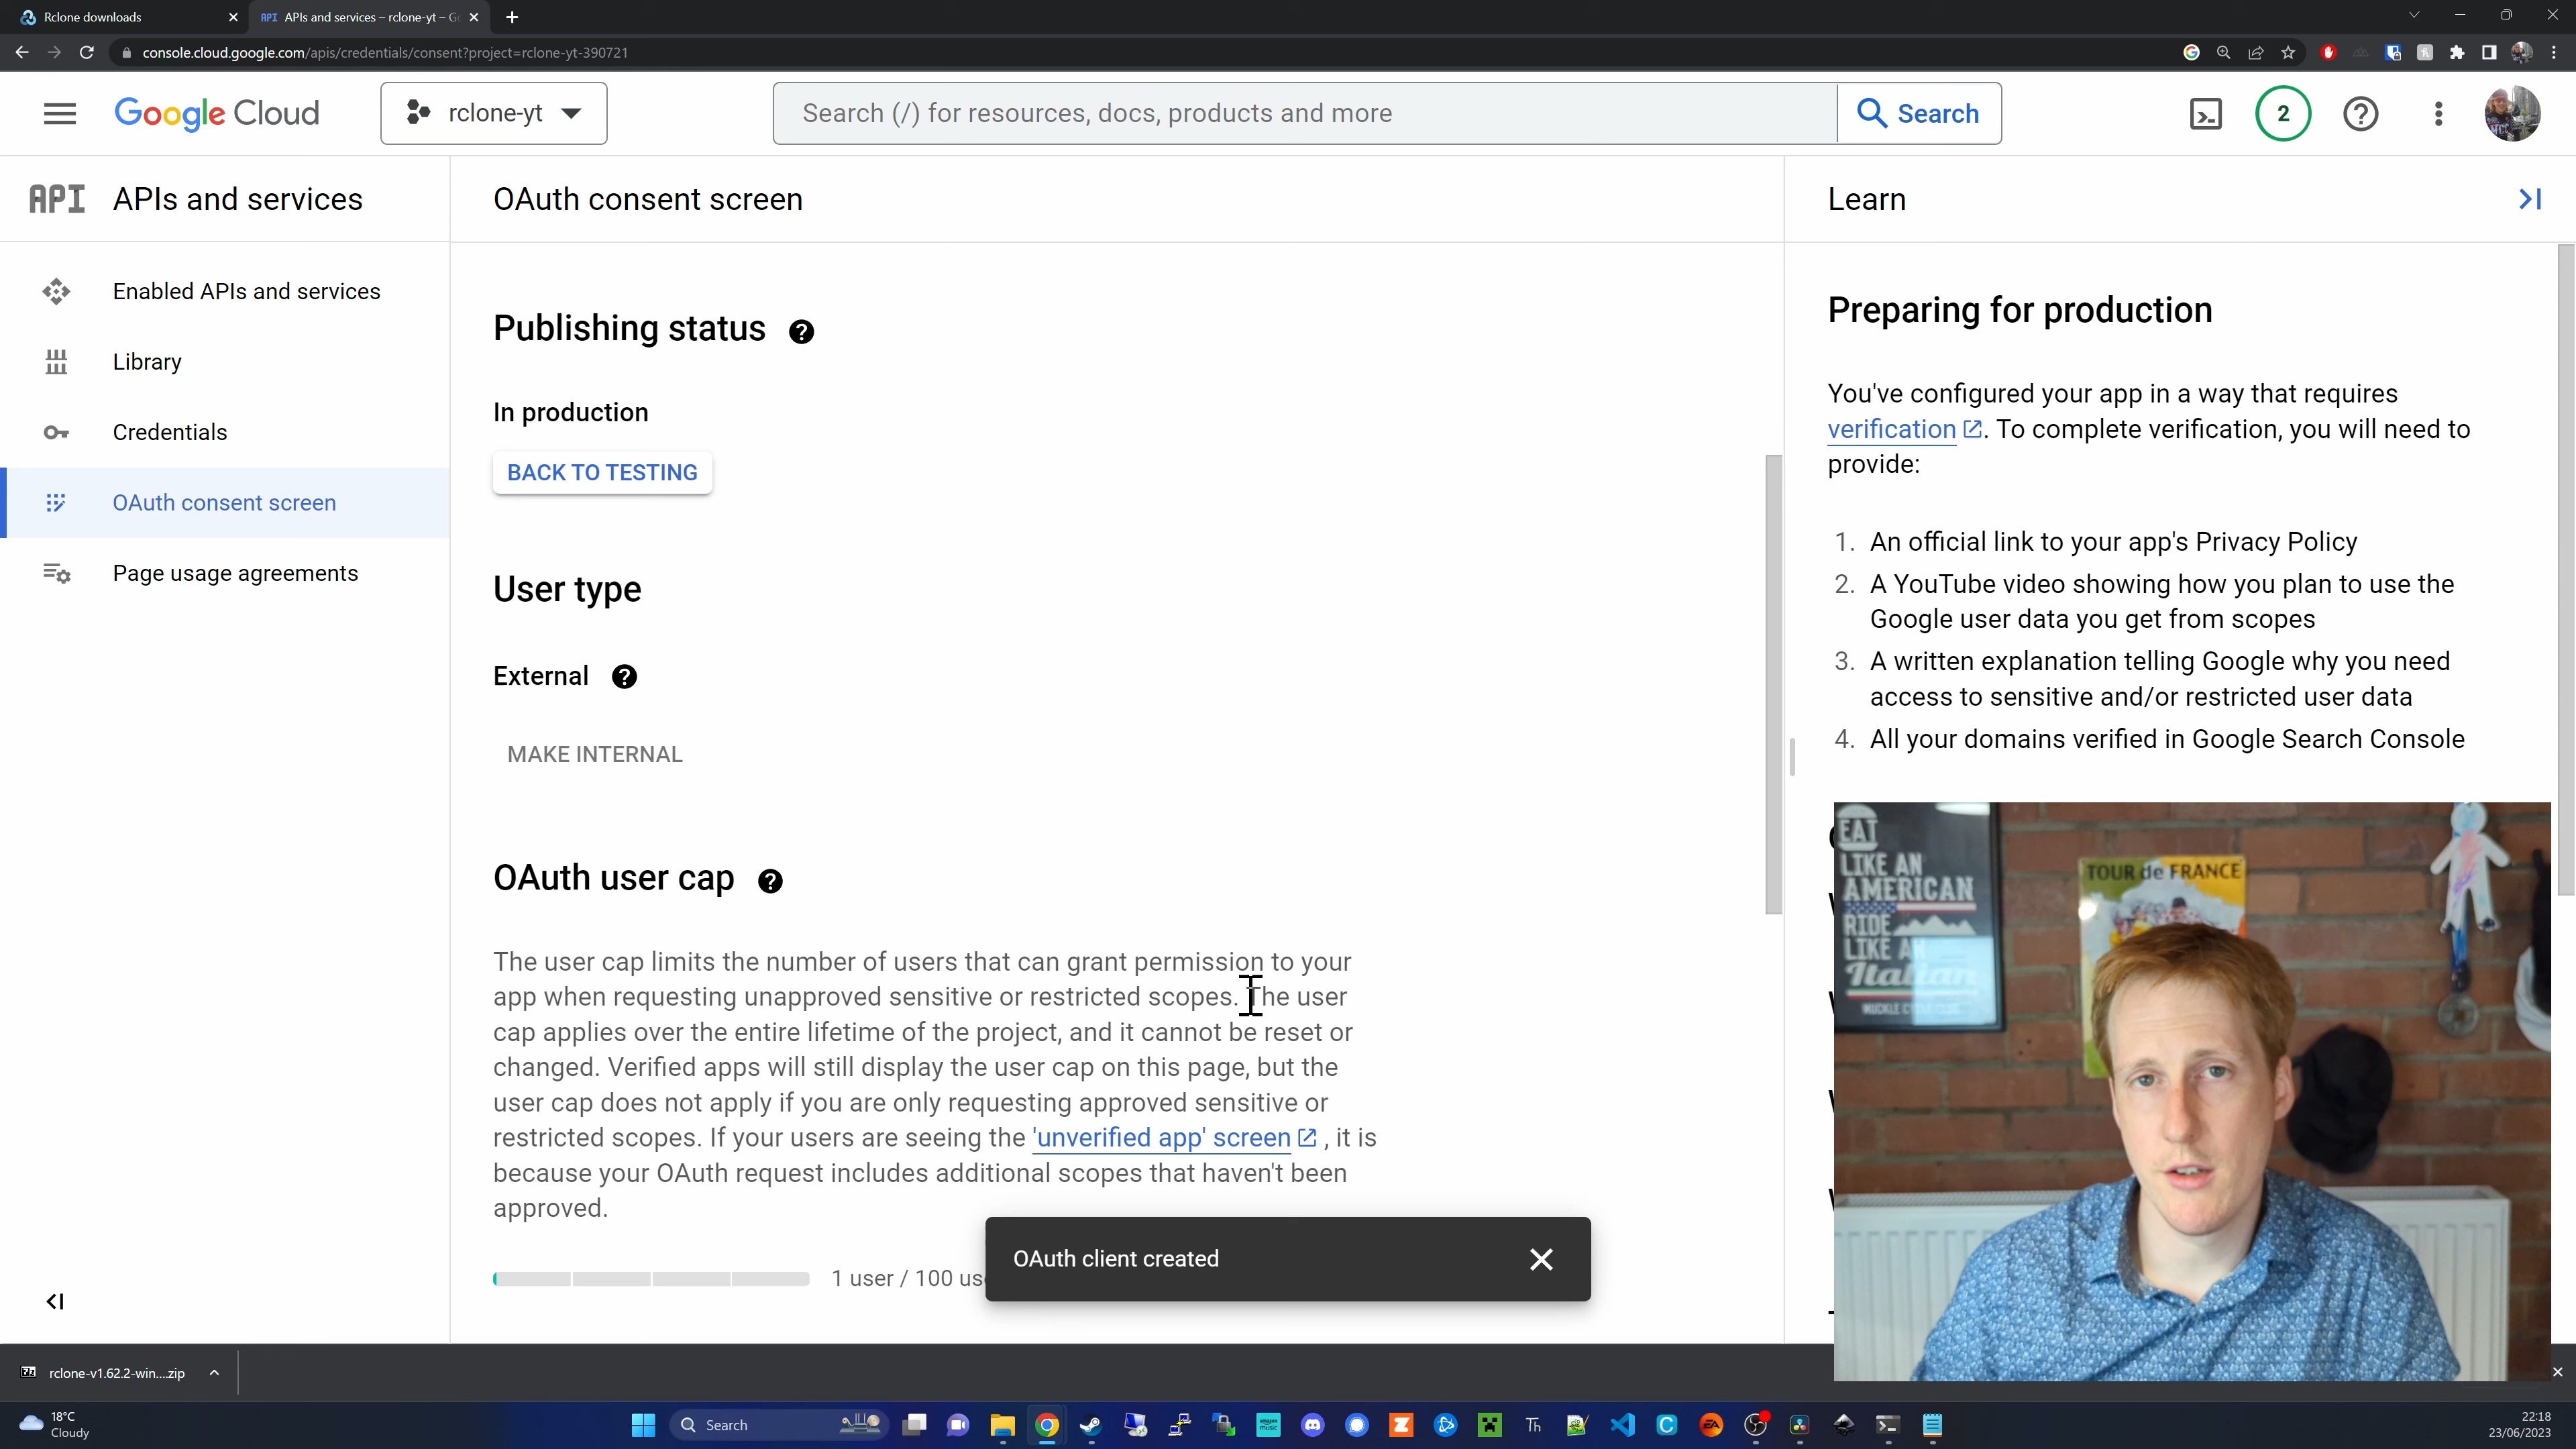 Rclone downloads
API APIs and services – rclone-yt – G
console.cloud.google.com/apis/credentials/consent?project=rclone-yt-390721
Google Cloud
rclone-yt
Search (/) for resources, docs, products and more
Search
2
API APIs and services
Enabled APIs and services
Library
Credentials
OAuth consent screen
Page usage agreements
OAuth consent screen
Publishing status
In production
BACK TO TESTING
User type
External
MAKE INTERNAL
OAuth user cap
The user cap limits the number of users that can grant permission to your
app when requesting unapproved sensitive or restricted scopes. The user
cap applies over the entire lifetime of the project, and it cannot be reset or
changed. Verified apps will still display the user cap on this page, but the
user cap does not apply if you are only requesting approved sensitive or
restricted scopes. If your users are seeing the 'unverified app' screen , it is
because your OAuth request includes additional scopes that haven't been
approved.
1 user / 100 us
OAuth client created
Learn
Preparing for production
You've configured your app in a way that requires
verification . To complete verification, you will need to
provide:
1. An official link to your app's Privacy Policy
2. A YouTube video showing how you plan to use the
Google user data you get from scopes
3. A written explanation telling Google why you need
access to sensitive and/or restricted user data
4. All your domains verified in Google Search Console
EAT
LIKE AN
AMERICAN
RIDE
LIKE AN
Italian
MUCKLE CYCLE CLUB
TOUR de FRANCE
rclone-v1.62.2-win....zip
18°C
Cloudy
Search
22:18
23/06/2023